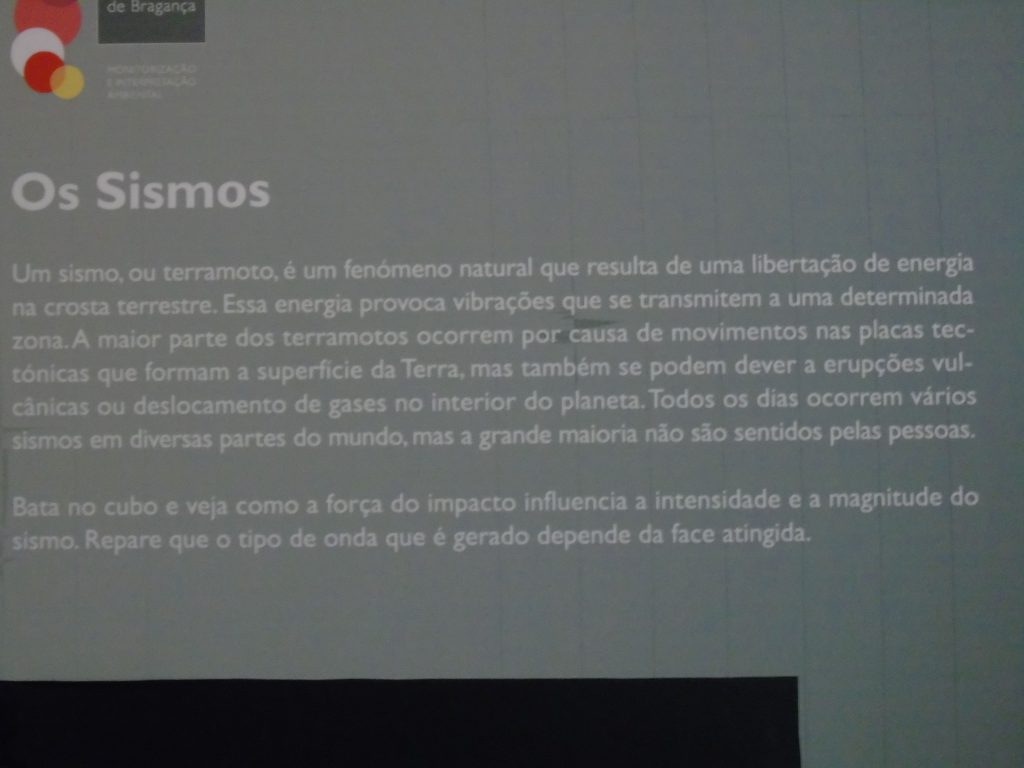 de Bragança
MONITORIZAÇÃO
E INTERPRETAÇÃO
AMBIENTAL
Os Sismos
Um sismo, ou terramoto, é um fenómeno natural que resulta de uma libertação de energia
na crosta terrestre. Essa energia provoca vibrações que se transmitem a uma determinada
zona. A maior parte dos terramotos ocorrem por causa de movimentos nas placas tec-
tónicas que formam a superfície da Terra, mas também se podem dever a erupções vul-
cânicas ou deslocamento de gases no interior do planeta. Todos os dias ocorrem vários
sismos em diversas partes do mundo, mas a grande maioria não são sentidos pelas pessoas.
Bata no cubo e veja como a força do impacto influencia a intensidade e a magnitude do
sismo. Repare que o tipo de onda que é gerado depende da face atingida.